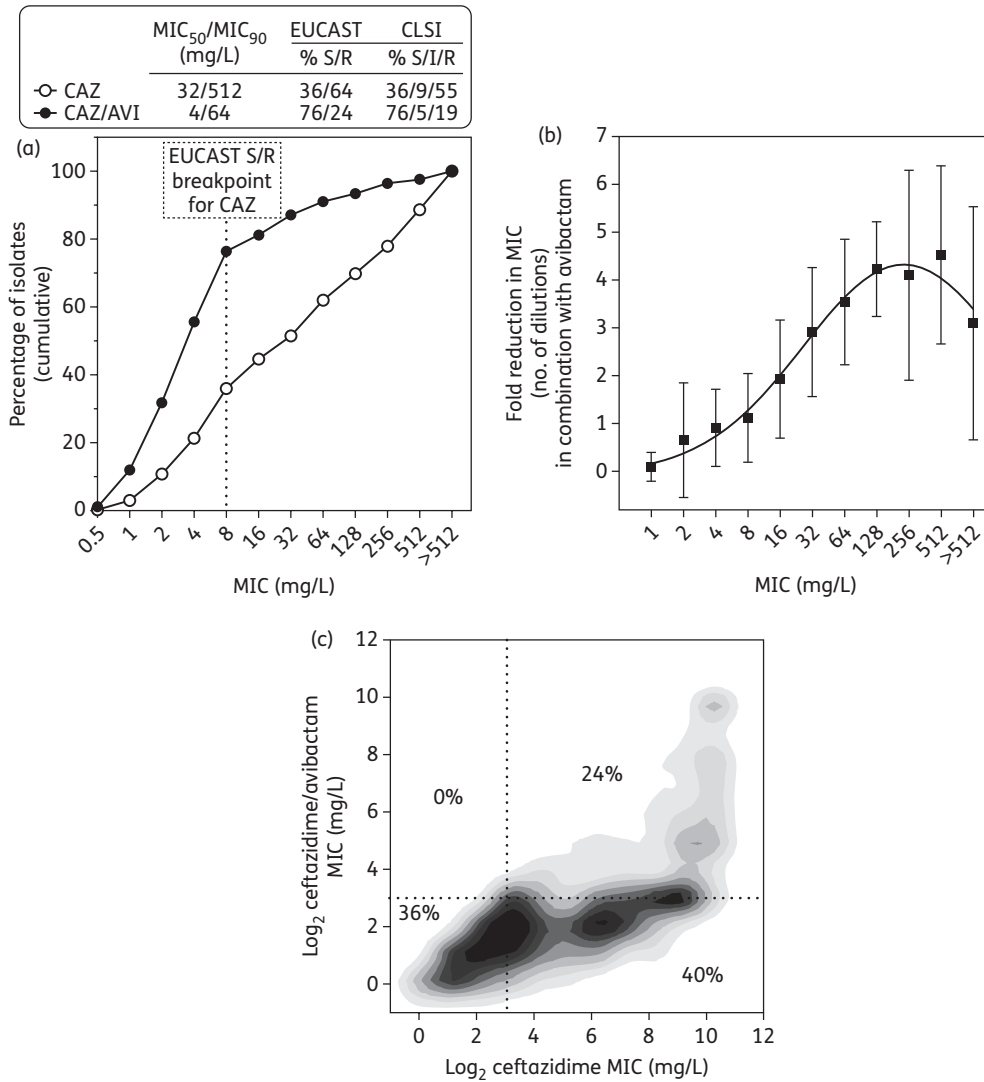 MIC50/MIC90 EUCAST CLSI
(mg/L) % S/R % S/I/R
CAZ 32/512 36/64 36/9/55
CAZ/AVI 4/64 76/24 76/5/19
(a)
EUCAST S/R
breakpoint
for CAZ
Percentage of isolates
(cumulative)
100
80
60
40
20
0
0.5 1 2 4 8 16 32 64 128 256 512 >512
MIC (mg/L)
(b)
Fold reduction in MIC
(no. of dilutions)
in combination with avibactam
7
6
5
4
3
2
1
0
1 2 4 8 16 32 64 128 256 512 >512
MIC (mg/L)
(c)
Log2 ceftazidime/avibactam
MIC (mg/L)
12
10
8
6
4
2
0
24%
0%
36%
40%
0 2 4 6 8 10 12
Log2 ceftazidime MIC (mg/L)